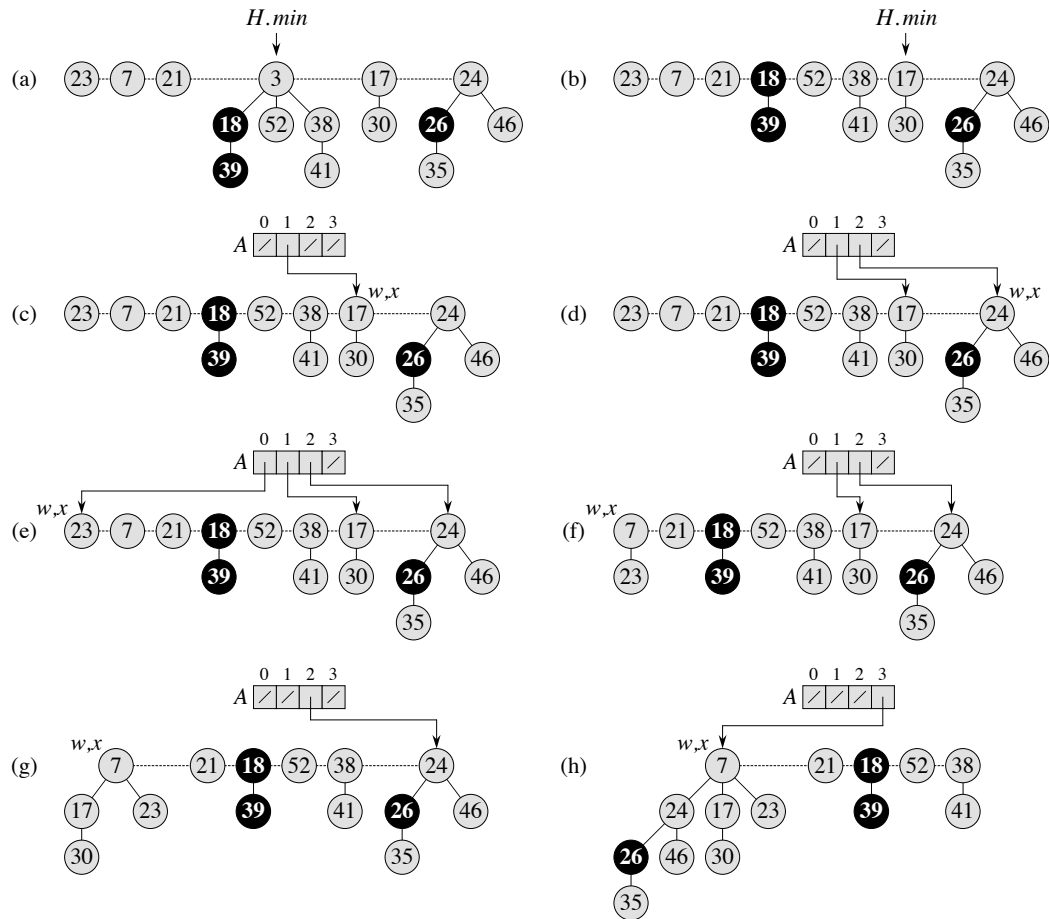 H.min H.min
(a) 23 7 21 3 17 24 (b) 23 7 21 18 52 38 17 24
18 52 38 30 26 46 39 41 30 26 46
39 41 35 35
0 1 2 3 0 1 2 3
A A
w,x w,x
(c) 23 7 21 18 52 38 17 24 (d) 23 7 21 18 52 38 17 24
39 41 30 26 46 39 41 30 26 46
35 35
0 1 2 3 0 1 2 3
A A
w,x w,x
(e) 23 7 21 18 52 38 17 24 (f) 7 21 18 52 38 17 24
39 41 30 26 46 23 39 41 30 26 46
35 35
0 1 2 3 0 1 2 3
A A
w,x w,x
(g) 7 21 18 52 38 24 (h) 7 21 18 52 38
17 23 39 41 26 46 24 17 23 39 41
30 35 26 46 30
35